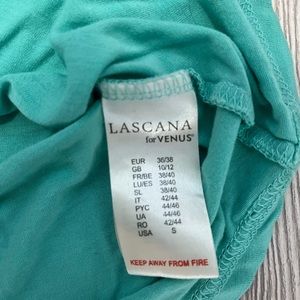 LASCANA
for VENUS®
EUR 36/38
GB 10/12
FR/BE 38/40
LU/ES 38/40
SL 38/40
IT 42/44
PYC 44/46
UA 44/46
RO 42/44
USA S
KEEP AWAY FROM FIRE